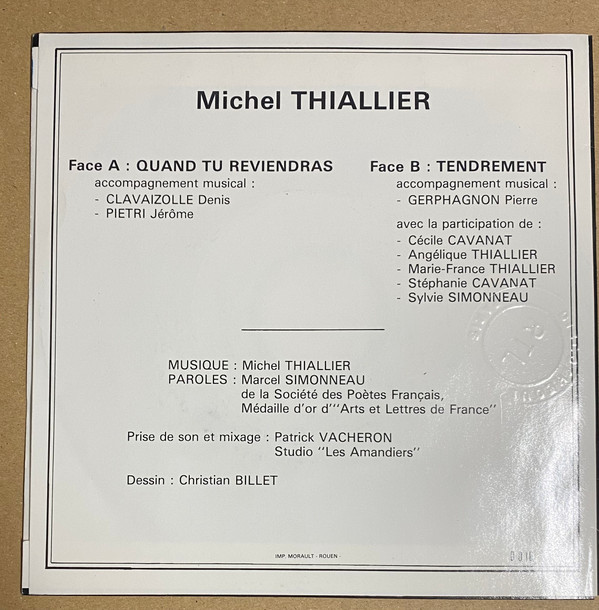 Michel THIALLIER
Face A : QUAND TU REVIENDRAS
accompagnement musical :
- CLAVAIZOLLE Denis
- PIETRI Jérôme
Face B : TENDREMENT
accompagnement musical :
- GERPHAGNON Pierre
avec la participation de :
- Cécile CAVANAT
- Angélique THIALLIER
- Marie-France THIALLIER
- Stéphanie CAVANAT
- Sylvie SIMONNEAU
MUSIQUE : Michel THIALLIER
PAROLES : Marcel SIMONNEAU
de la Société des Poètes Français,
Médaille d'or d'''Arts et Lettres de France''
Prise de son et mixage : Patrick VACHERON
Studio ''Les Amandiers''
Dessin : Christian BILLET
IMP. MORAULT - ROUEN -